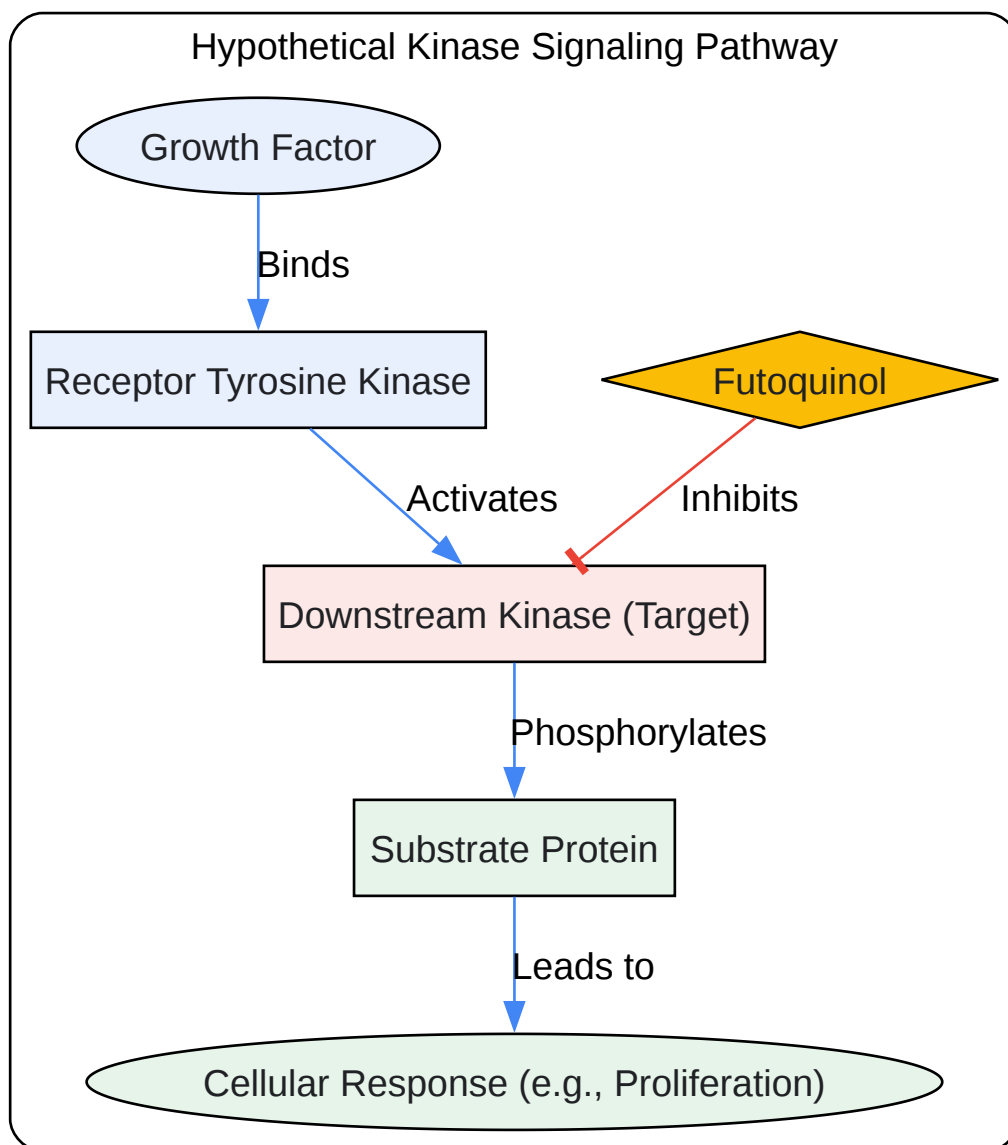 Hypothetical Kinase Signaling Pathway
Growth Factor
Binds
Receptor Tyrosine Kinase
Futoquinol
Activates
Inhibits
Downstream Kinase (Target)
Phosphorylates
Substrate Protein
Leads to
Cellular Response (e.g., Proliferation)